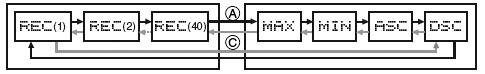 REC(1) REC(2) REC(40) Ⓐ MAX MIN ASC DSC
Ⓒ